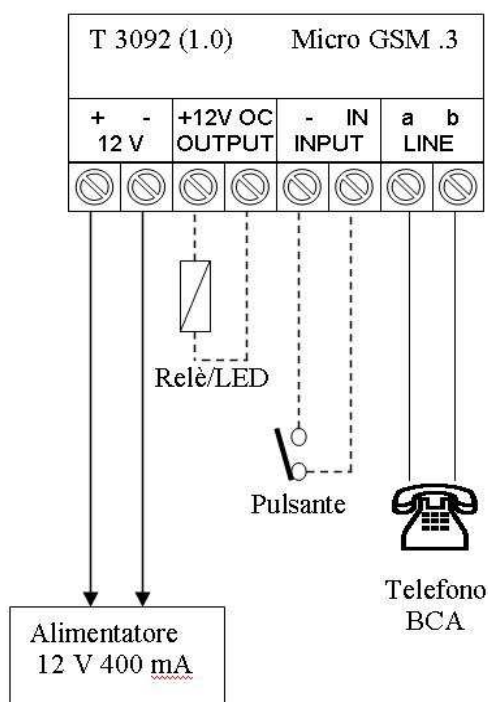 T 3092 (1.0) Micro GSM .3
+ - +12V OC - IN a b
12 V OUTPUT INPUT LINE
Relè/LED
Pulsante
Telefono
BCA
Alimentatore
12 V 400 mA